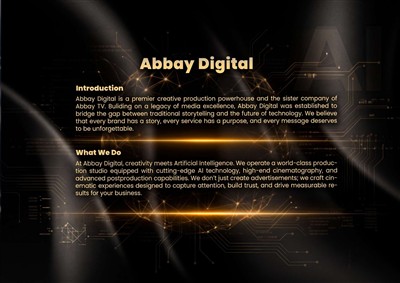 Abbay Digital
Introduction
Abbay Digital is a premier creative production powerhouse and the sister company of
Abbay TV. Building on a legacy of media excellence, Abbay Digital was established to
bridge the gap between traditional storytelling and the future of technology. We believe
that every brand has a story, every service has a purpose, and every message deserves
to be unforgettable.
What We Do
At Abbay Digital, creativity meets Artificial Intelligence. We operate a world-class produc-
tion studio equipped with cutting-edge AI technology, high-end cinematography, and
advanced postproduction capabilities. We don't just create advertisements; we craft cin-
ematic experiences designed to capture attention, build trust, and drive measurable re-
sults for your business.
AI